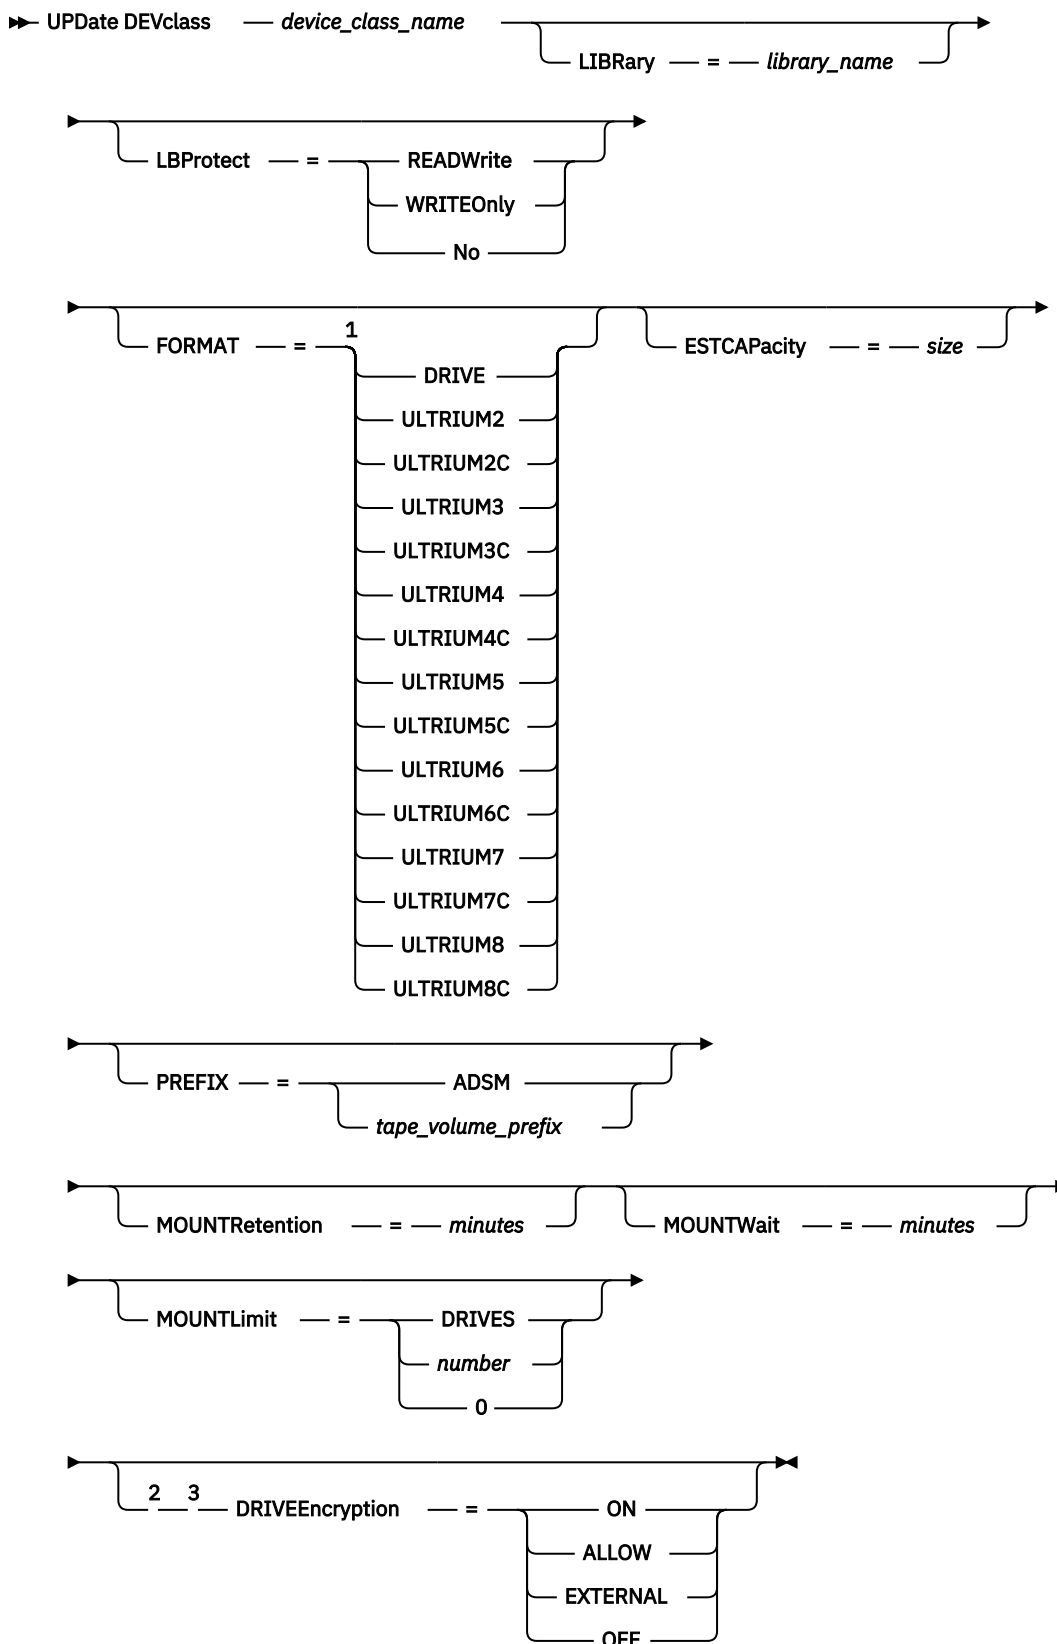 UPDate DEVclass device_class_name
LIBRary = library_name
LBProtect = READWrite
WRITEOnly
No
1
FORMAT = ESTCAPacity = size
DRIVE
ULTRIUM2
ULTRIUM2C
ULTRIUM3
ULTRIUM3C
ULTRIUM4
ULTRIUM4C
ULTRIUM5
ULTRIUM5C
ULTRIUM6
ULTRIUM6C
ULTRIUM7
ULTRIUM7C
ULTRIUM8
ULTRIUM8C
PREFIX = ADSM
tape_volume_prefix
MOUNTRetention = minutes MOUNTWait = minutes
MOUNTLimit = DRIVES
number
0
2 3
DRIVEEncryption = ON
ALLOW
EXTERNAL
OFF